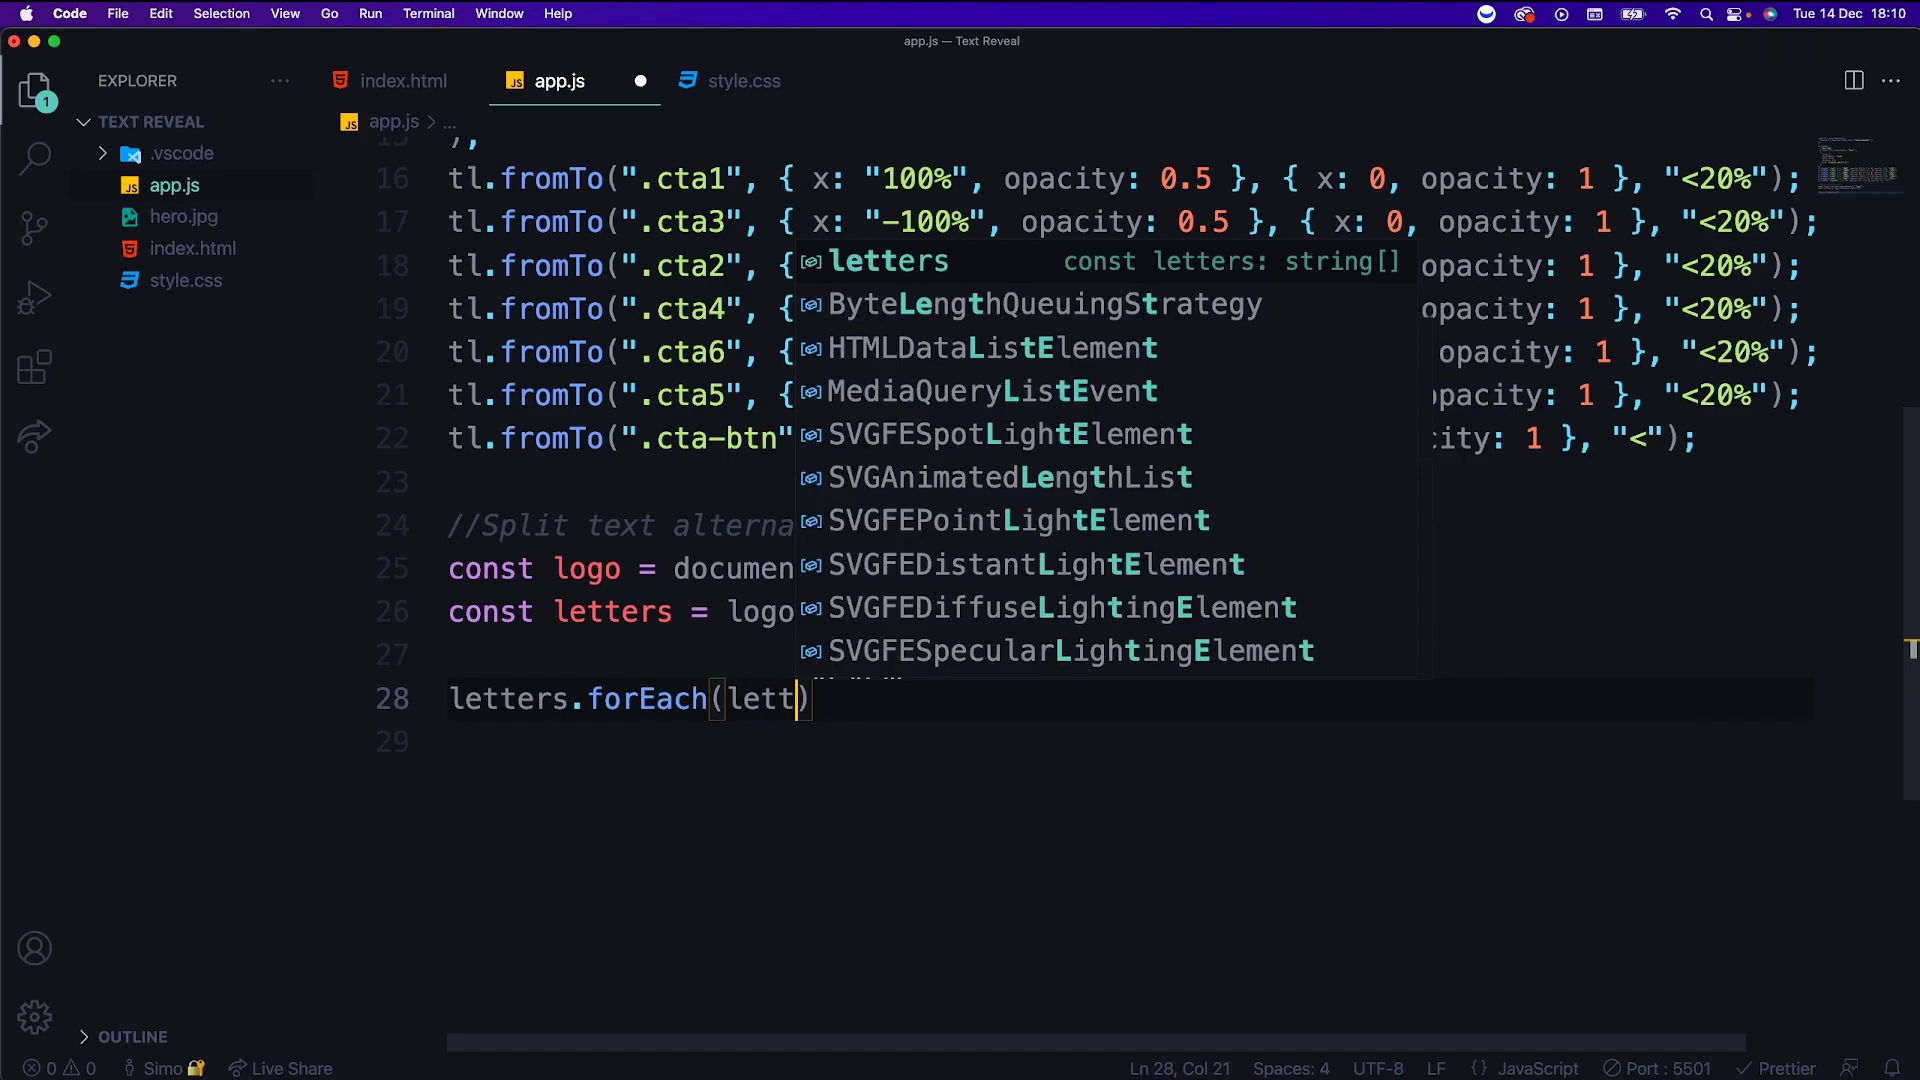 Code File Edit Selection View Go Run Terminal Window Help Tue 14 Dec 18:10
app.js — Text Reveal
EXPLORER ··· index.html JS app.js style.css ···
1
TEXT REVEAL
JS app.js > ...
.vscode
JS app.js
hero.jpg
index.html
style.css
16 tl.fromTo(".cta1", { x: "100%", opacity: 0.5 }, { x: 0, opacity: 1 }, "<20%");
17 tl.fromTo(".cta3", { x: "-100%", opacity: 0.5 }, { x: 0, opacity: 1 }, "<20%");
18 tl.fromTo(".cta2", { opacity: 1 }, "<20%");
19 tl.fromTo(".cta4", { opacity: 1 }, "<20%");
20 tl.fromTo(".cta6", { opacity: 1 }, "<20%");
21 tl.fromTo(".cta5", { opacity: 1 }, "<20%");
22 tl.fromTo(".cta-btn" city: 1 }, "<");
23
24 //Split text alterna
25 const logo = documen
26 const letters = logo
27
28 letters.forEach(lett)
29
letters const letters: string[]
ByteLengthQueuingStrategy
HTMLDataListElement
MediaQueryListEvent
SVGFESpotLightElement
SVGAnimatedLengthList
SVGFEPointLightElement
SVGFEDistantLightElement
SVGFEDiffuseLightingElement
SVGFESpecularLightingElement
OUTLINE
0 0 Simo Live Share Ln 28, Col 21 Spaces: 4 UTF-8 LF {} JavaScript Port : 5501 Prettier